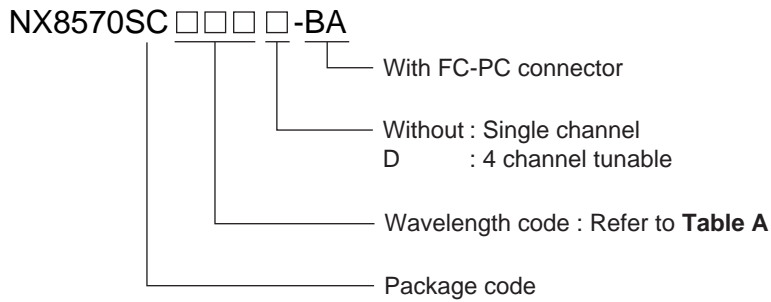 NX8570SC □□□ □-BA
With FC-PC connector
Without : Single channel
D : 4 channel tunable
Wavelength code : Refer to Table A
Package code